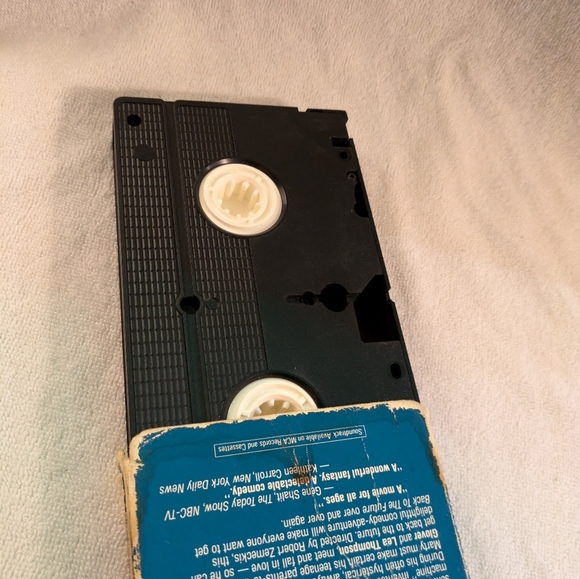 machine,
During his often hysterical, always
Marty must make certain his teenage parents-to
Glover and Lea Thompson, meet and fall in love — so he can
get back to the future. Directed by Robert Zemeckis, this
delightful comedy-adventure will make everyone want to get
Back To The Future over and over again.
"A movie for all ages."
— Gene Shalit, The Today Show, NBC-TV
"A wonderful fantasy. A delectable comedy."
— Kathleen Carroll, New York Daily News
Soundtrack Available on MCA Records and Cassettes